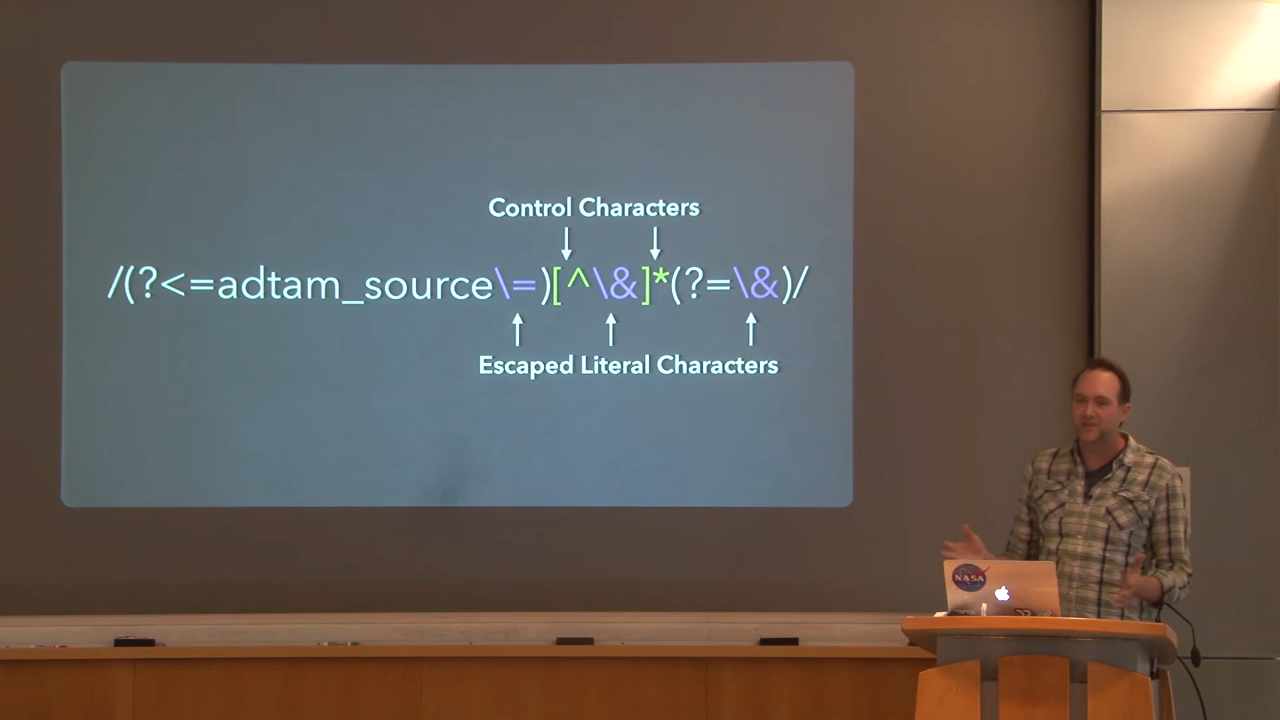 Control Characters
/(?<=adtam_source\=)[^\&]*(?=\&)/
Escaped Literal Characters
NASA